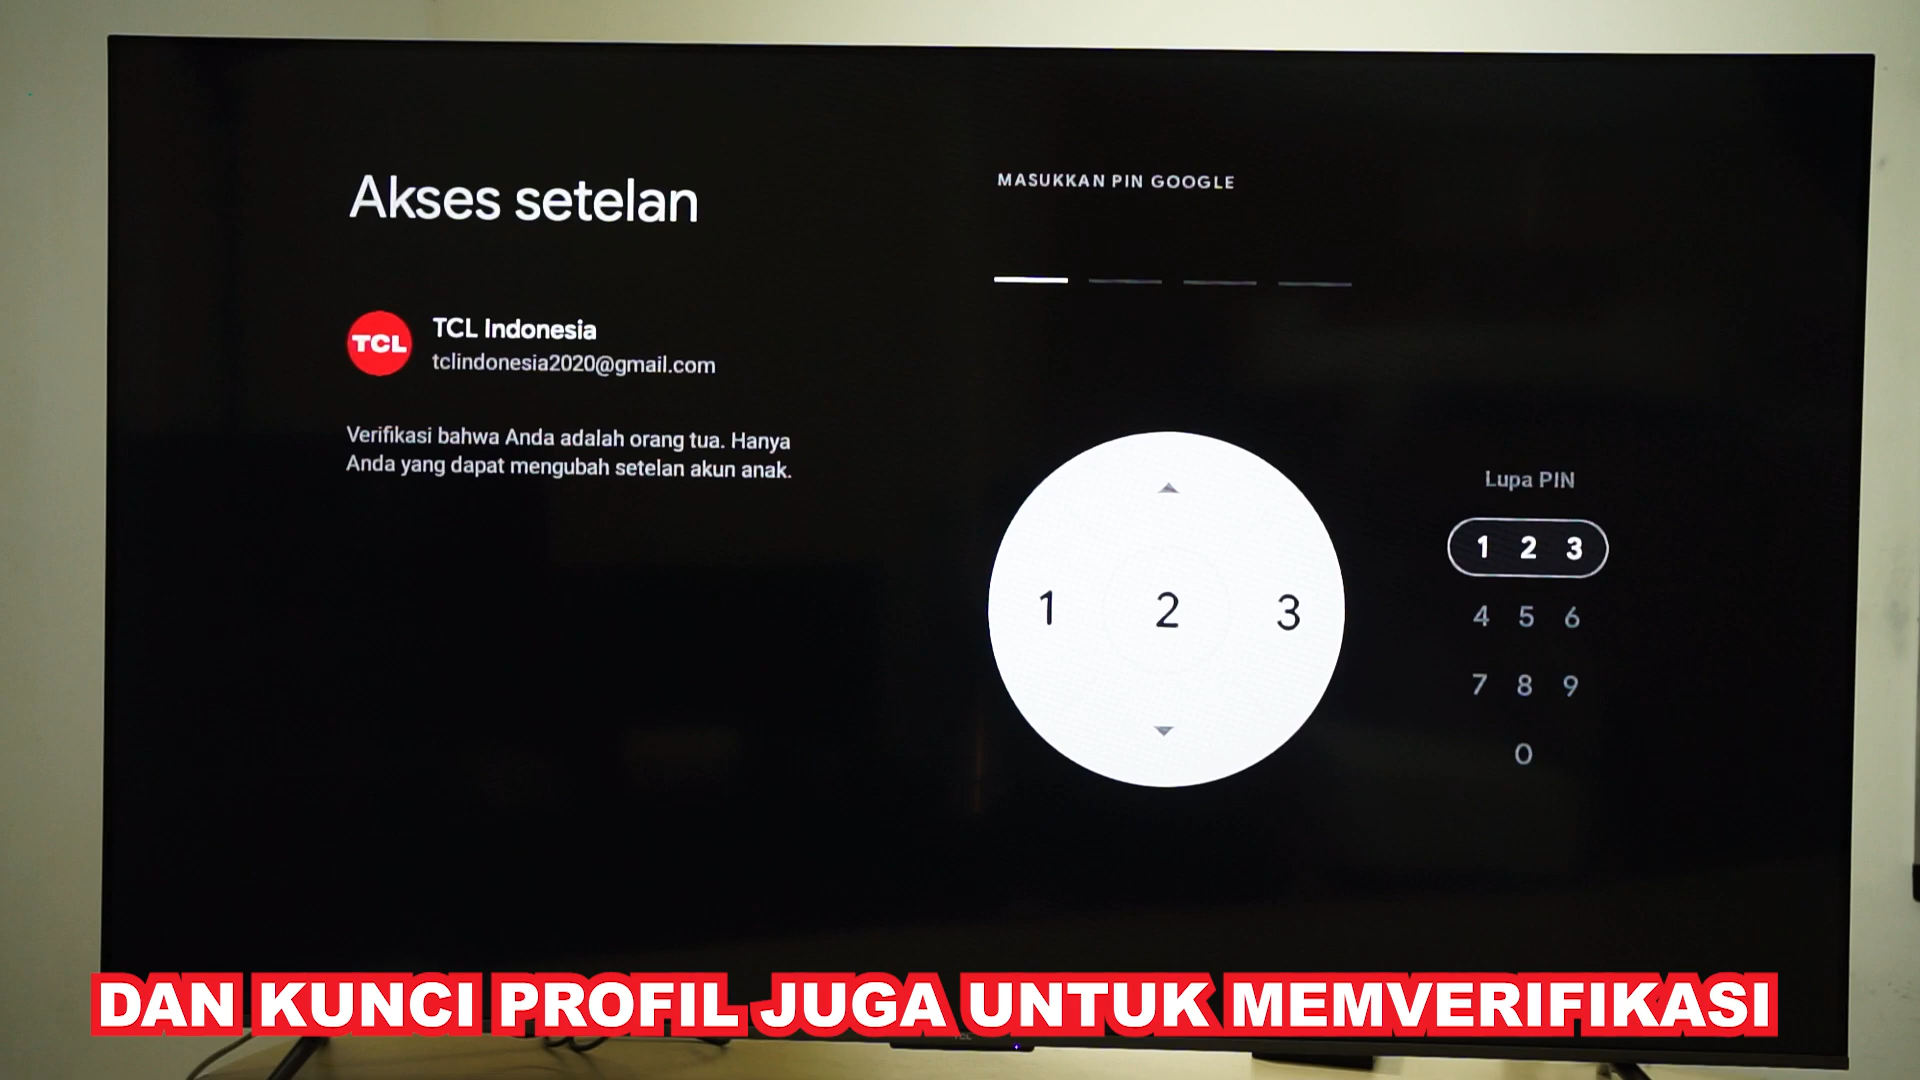 Akses setelan
TCL
TCL Indonesia
tclindonesia2020@gmail.com
Verifikasi bahwa Anda adalah orang tua. Hanya
Anda yang dapat mengubah setelan akun anak.
MASUKKAN PIN GOOGLE
1 2 3
Lupa PIN
1 2 3
4 5 6
7 8 9
0
DAN KUNCI PROFIL JUGA UNTUK MEMVERIFIKASI
TCL